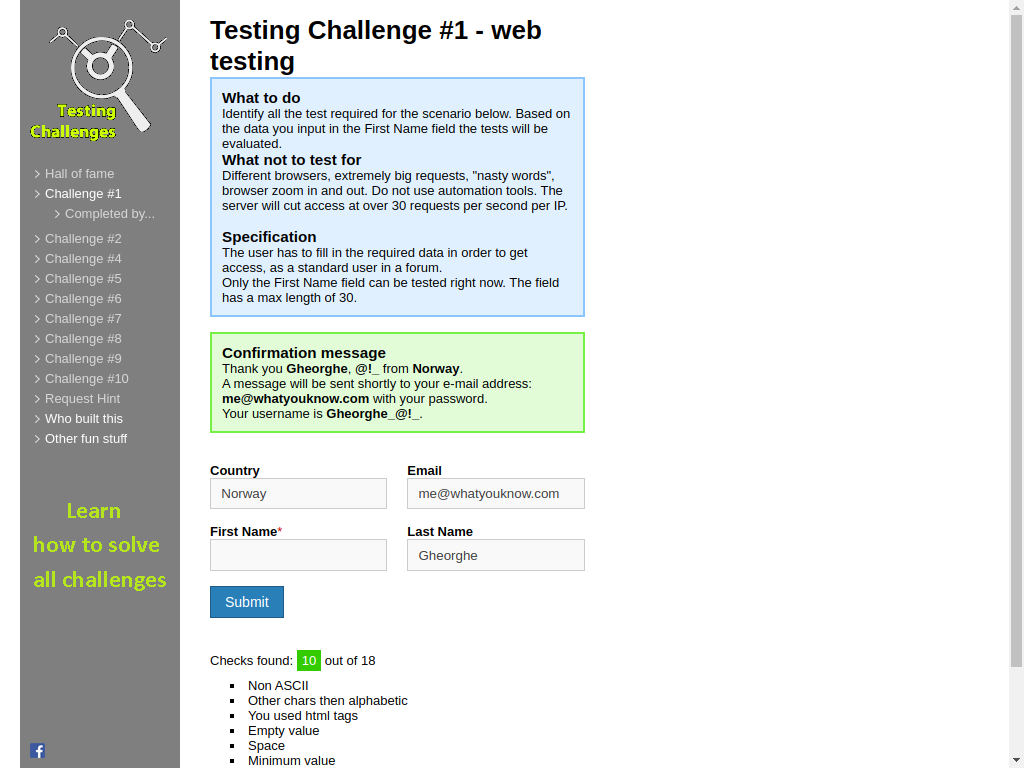 Testing
Challenges
Hall of fame
Challenge #1
Completed by...
Challenge #2
Challenge #4
Challenge #5
Challenge #6
Challenge #7
Challenge #8
Challenge #9
Challenge #10
Request Hint
Who built this
Other fun stuff
Learn
how to solve
all challenges
Testing Challenge #1 - web
testing
What to do
Identify all the test required for the scenario below. Based on
the data you input in the First Name field the tests will be
evaluated.
What not to test for
Different browsers, extremely big requests, "nasty words",
browser zoom in and out. Do not use automation tools. The
server will cut access at over 30 requests per second per IP.
Specification
The user has to fill in the required data in order to get
access, as a standard user in a forum.
Only the First Name field can be tested right now. The field
has a max length of 30.
Confirmation message
Thank you Gheorghe, @!_ from Norway.
A message will be sent shortly to your e-mail address:
me@whatyouknow.com with your password.
Your username is Gheorghe_@!_.
Country Email
Norway me@whatyouknow.com
First Name* Last Name
Gheorghe
Submit
Checks found: 10 out of 18
Non ASCII
Other chars then alphabetic
You used html tags
Empty value
Space
Minimum value